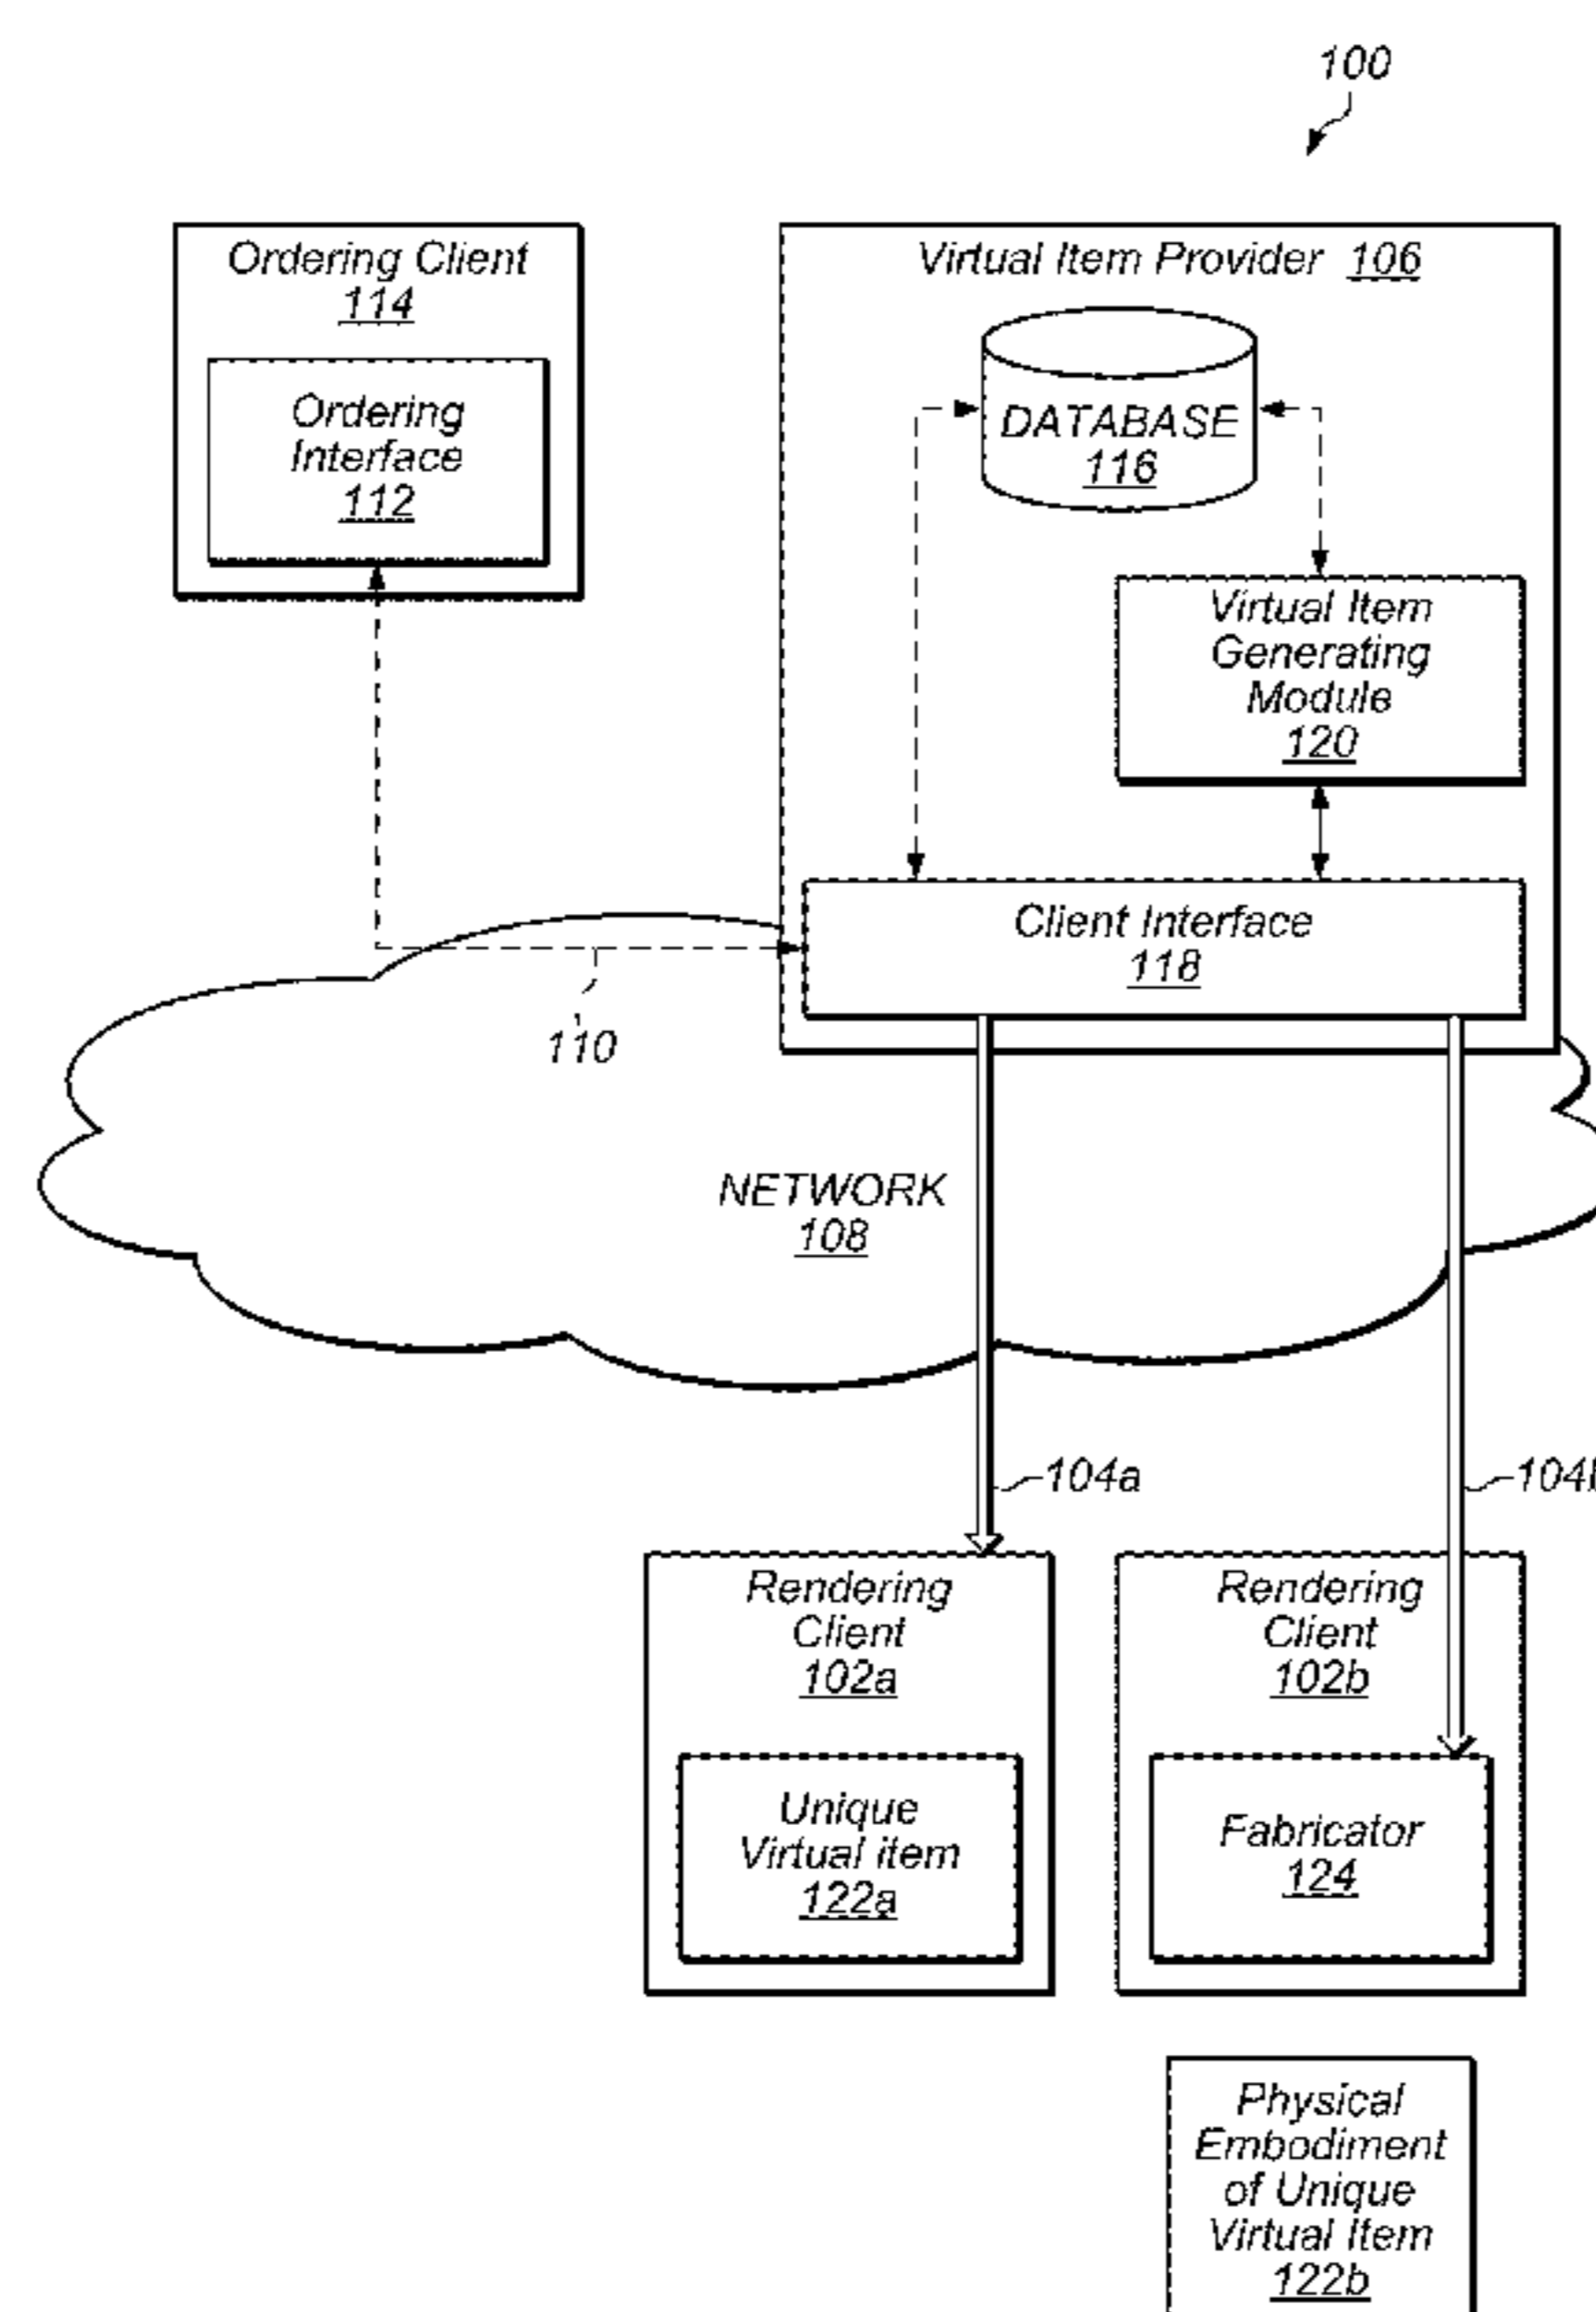 100
Ordering Client
114
Ordering
Interface
112
Virtual Item Provider 106
DATABASE
116
Virtual Item
Generating
Module
120
Client Interface
118
110
NETWORK
108
104a
104
Rendering
Client
102a
Unique
Virtual item
122a
Rendering
Client
102b
Fabricator
124
Physical
Embodiment
of Unique
Virtual Item
122b